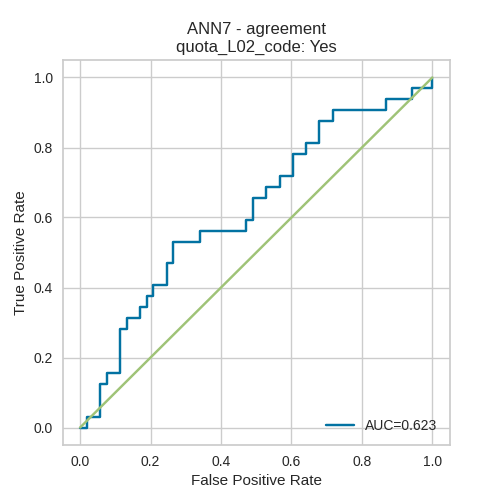 ANN7 - agreement
quota_L02_code: Yes
True Positive Rate
1.0
0.8
0.6
0.4
0.2
0.0
AUC=0.623
0.0 0.2 0.4 0.6 0.8 1.0
False Positive Rate